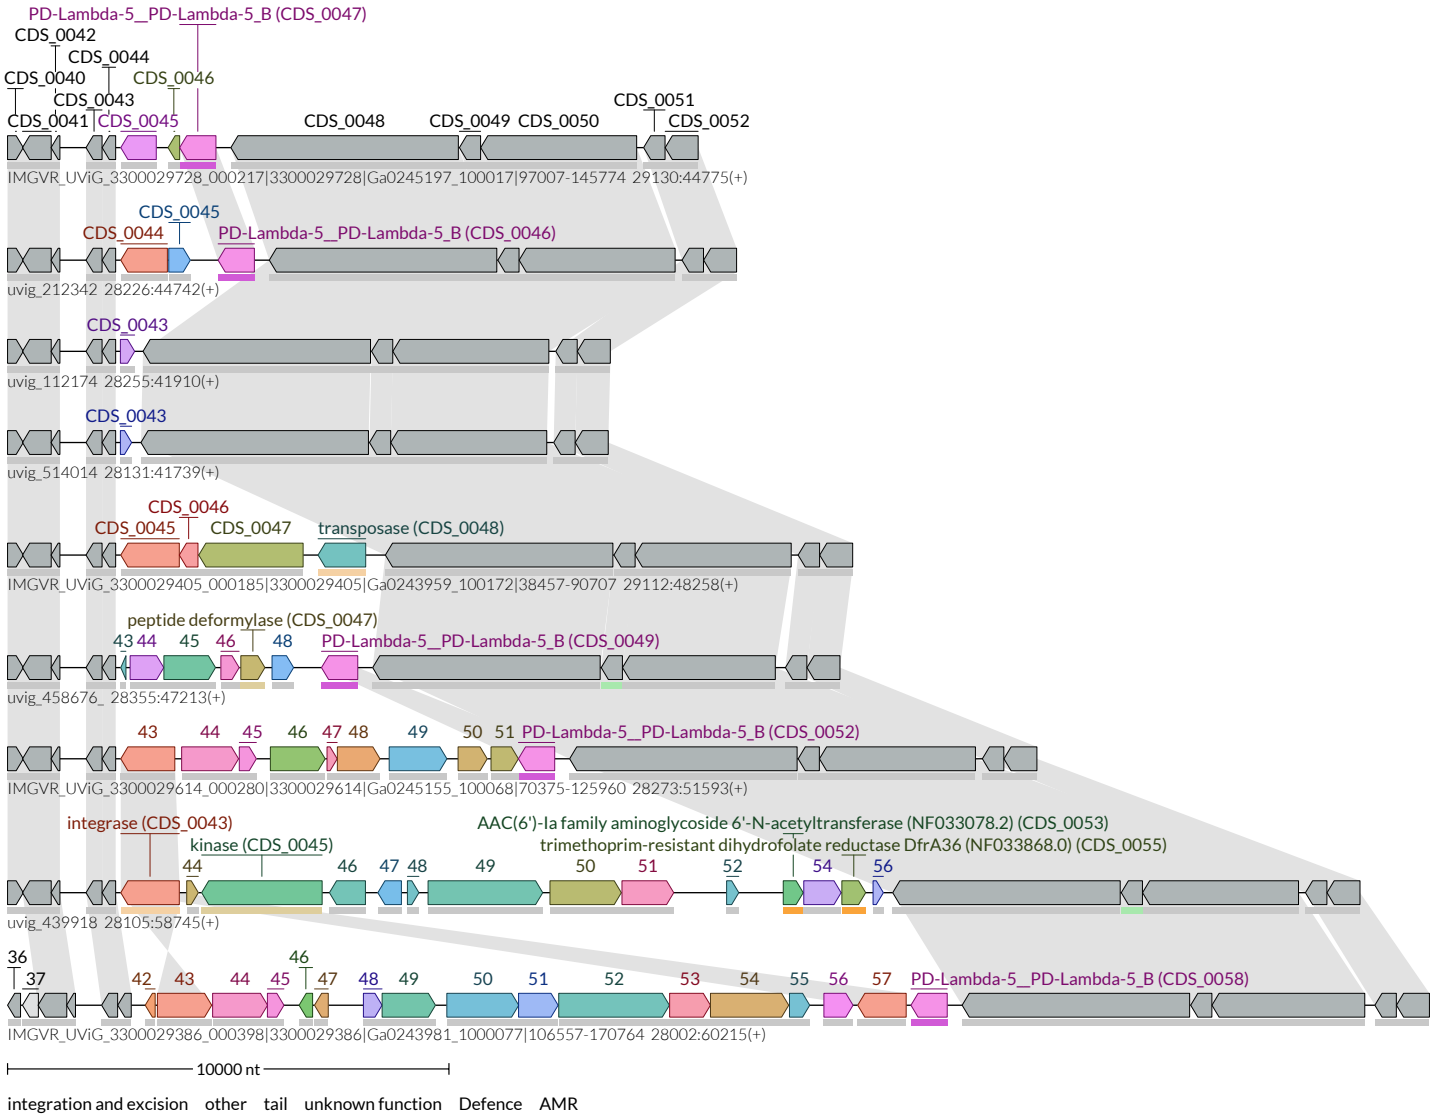 PD-Lambda-5__PD-Lambda-5_B (CDS_0047)
CDS_0042
CDS_0044
CDS_0040 CDS_0046
CDS_0043 CDS_0051
CDS_0041 CDS_0045 CDS_0048 CDS_0049 CDS_0050 CDS_0052
IMGVR_UViG_3300029728_000217|3300029728|Ga0245197_100017|97007-145774 29130:44775(+)
CDS_0045
CDS_0044 PD-Lambda-5__PD-Lambda-5_B (CDS_0046)
uvig_212342 28226:44742(+)
CDS_0043
uvig_112174 28255:41910(+)
CDS_0043
uvig_514014 28131:41739(+)
CDS_0046
CDS_0045 CDS_0047 transposase (CDS_0048)
IMGVR_UViG_3300029405_000185|3300029405|Ga0243959_100172|38457-90707 29112:48258(+)
peptide deformylase (CDS_0047)
43 44 45 46 48 PD-Lambda-5__PD-Lambda-5_B (CDS_0049)
uvig_458676_ 28355:47213(+)
43 44 45 46 47 48 49 50 51 PD-Lambda-5__PD-Lambda-5_B (CDS_0052)
IMGVR_UViG_3300029614_000280|3300029614|Ga0245155_100068|70375-125960 28273:51593(+)
integrase (CDS_0043) AAC(6')-Ia family aminoglycoside 6'-N-acetyltransferase (NF033078.2) (CDS_0053)
kinase (CDS_0045) trimethoprim-resistant dihydrofolate reductase DfrA36 (NF033868.0) (CDS_0055)
44 46 47 48 49 50 51 52 54 56
uvig_439918 28105:58745(+)
36 46
37 42 43 44 45 47 48 49 50 51 52 53 54 55 56 57 PD-Lambda-5__PD-Lambda-5_B (CDS_0058)
IMGVR_UViG_3300029386_000398|3300029386|Ga0243981_1000077|106557-170764 28002:60215(+)
10000 nt
integration and excision other tail unknown function Defence AMR